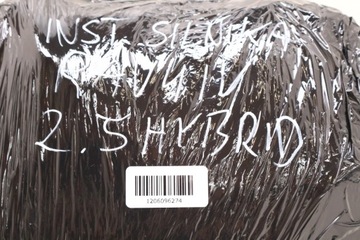 INST SILNIKA
RAV4 IV
2.5 HYBRID
1206096274